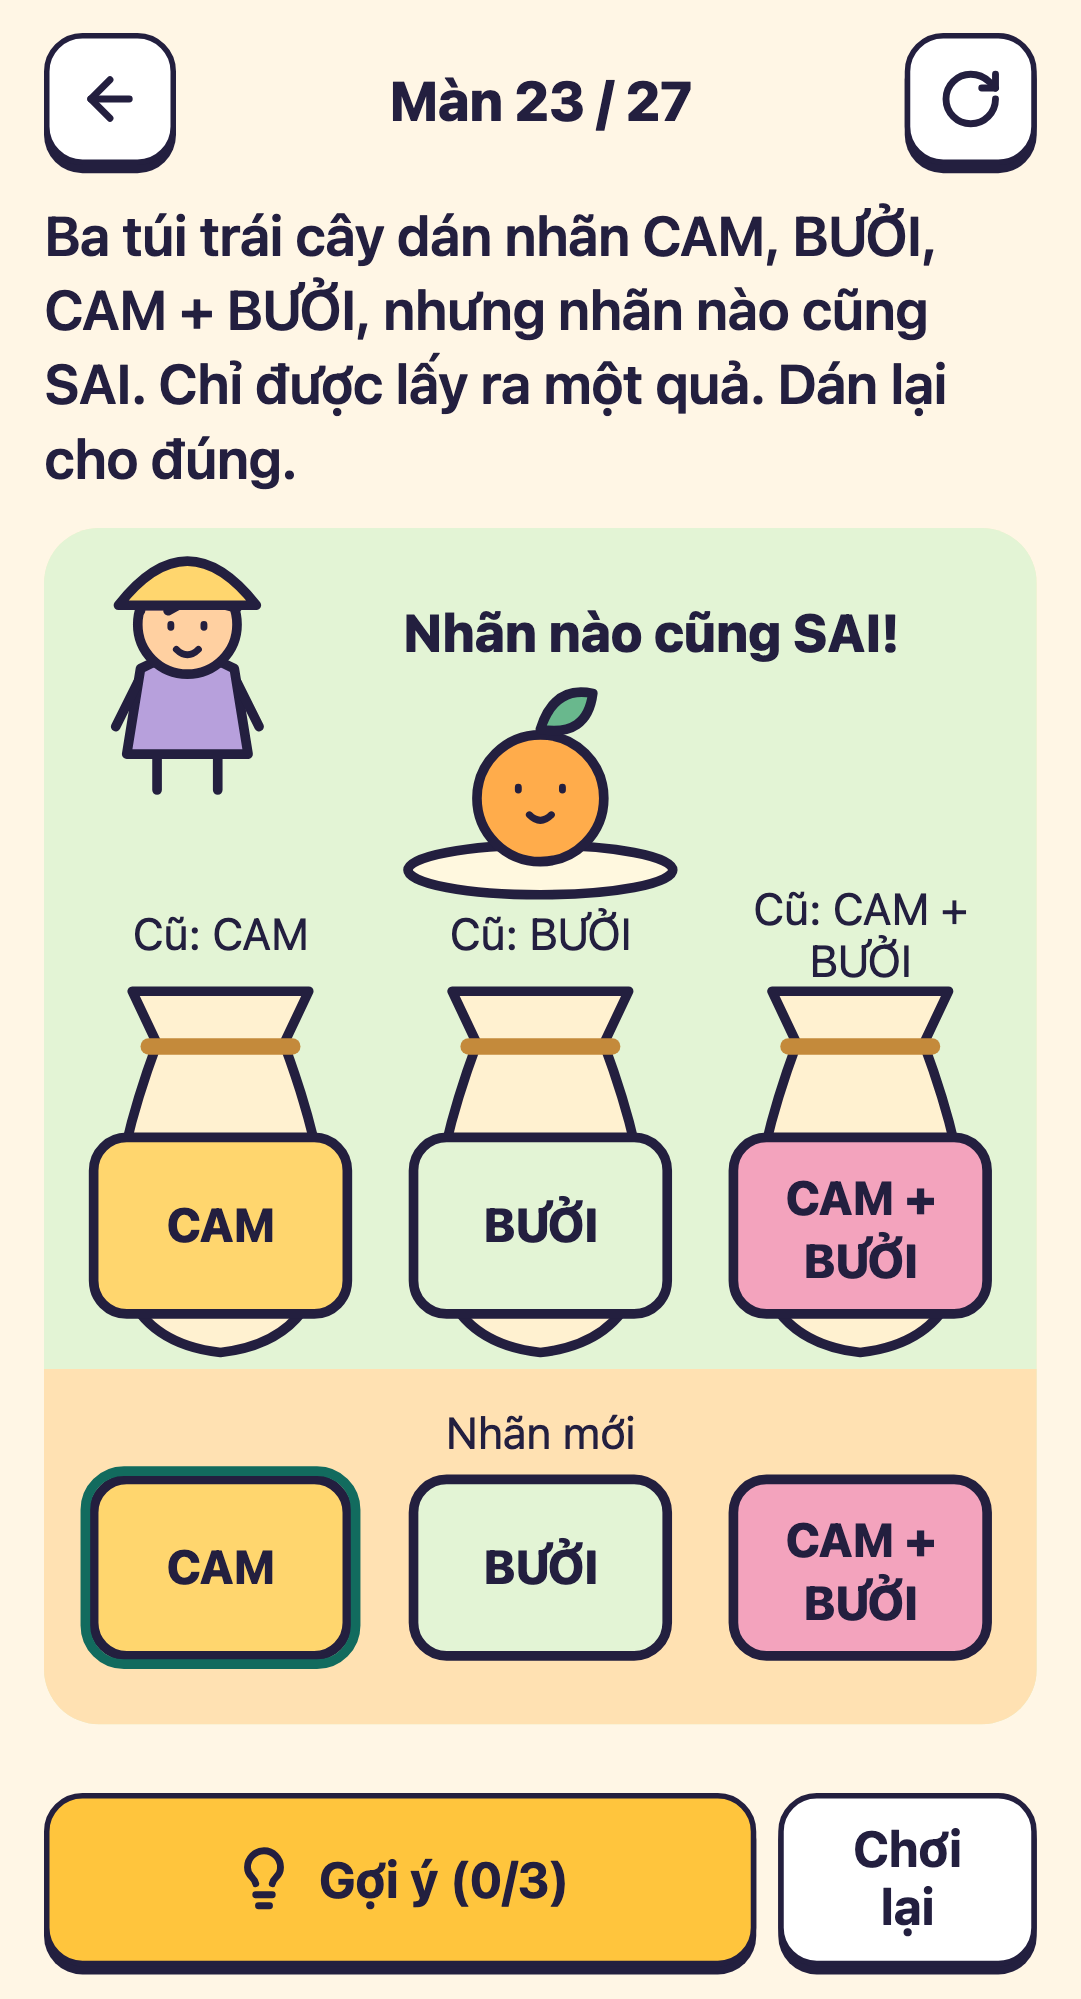 Màn 23 / 27
Ba túi trái cây dán nhãn CAM, BƯỞI,
CAM + BƯỞI, nhưng nhãn nào cũng
SAI. Chỉ được lấy ra một quả. Dán lại
cho đúng.
Nhãn nào cũng SAI!
Cũ: CAM
Cũ: BƯỞI
Cũ: CAM +
BƯỞI
CAM
BƯỞI
CAM +
BƯỞI
Nhãn mới
CAM
BƯỞI
CAM +
BƯỞI
Gợi ý (0/3)
Chơi
lại